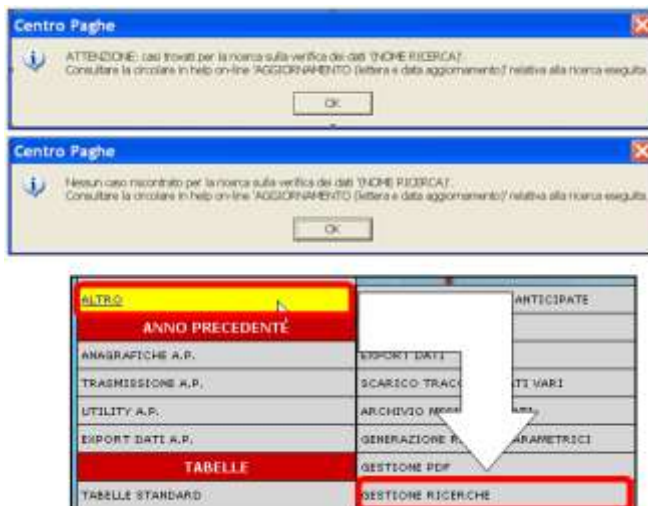 Centro Paghe
ATTENZIONE: casi trovati per la ricerca sulla verifica dei dati '(NOME RICERCA)'.
Consultare la circolare in help on-line 'AGGIORNAMENTO (lettera e data aggiornamento)' relativa alla ricerca eseguita.
OK
Centro Paghe
Nessun caso riscontrato per la ricerca sulla verifica dei dati '(NOME RICERCA)'.
Consultare la circolare in help on-line 'AGGIORNAMENTO (lettera e data aggiornamento)' relativa alla ricerca eseguita.
OK
ALTRO
ANTICIPATE
ANNO PRECEDENTE
ANAGRAFICHE A.P.
EXPORT DATI
TRASMISSIONE A.P.
SCARICO TRACC
TI VARI
UTILITY A.P.
ARCHIVIO
EXPORT DATI A.P.
GENERAZIONE
ARAMETRICI
TABELLE
GESTIONE PDF
TABELLE STANDARD
GESTIONE RICERCHE